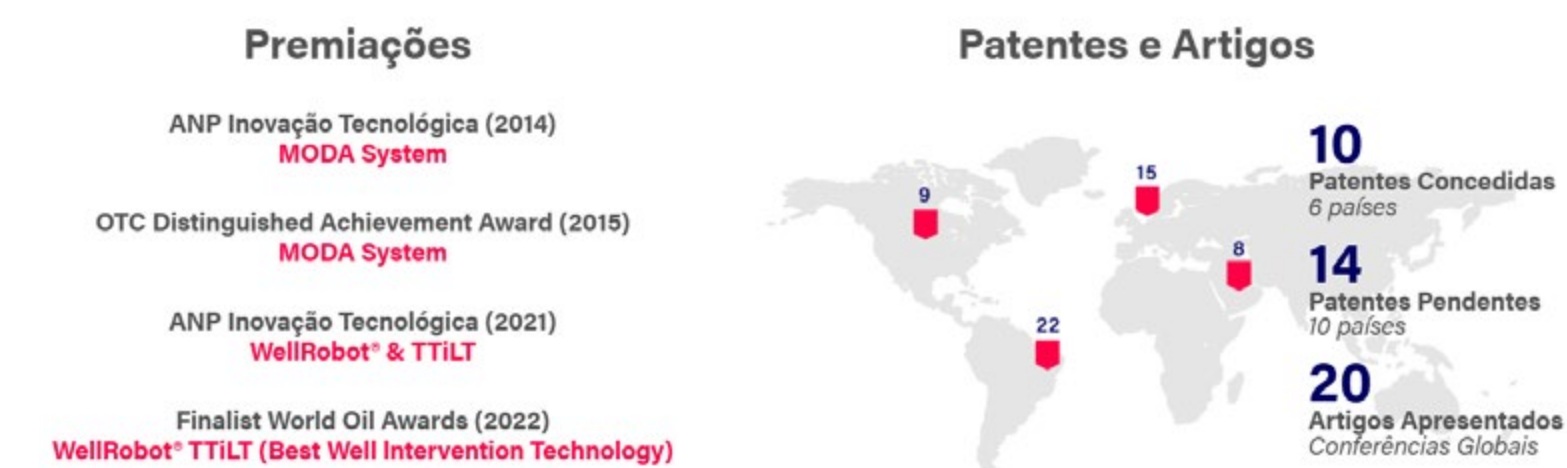 Premiações
ANP Inovação Tecnológica (2014)
MODA System
OTC Distinguished Achievement Award (2015)
MODA System
ANP Inovação Tecnológica (2021)
WellRobot® & TTiLT
Finalist World Oil Awards (2022)
WellRobot® TTiLT (Best Well Intervention Technology)
Patentes e Artigos
9
15
8
22
10
Patentes Concedidas
6 países
14
Patentes Pendentes
10 países
20
Artigos Apresentados
Conferências Globais